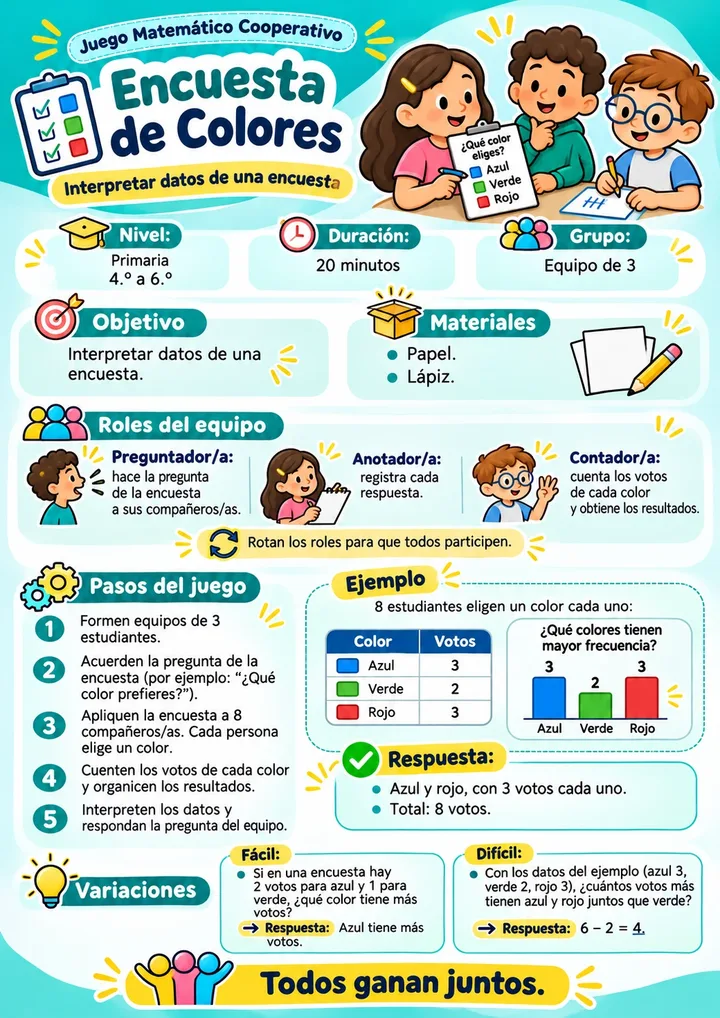 Juego Matemático Cooperativo
Encuesta
de Colores
Interpretar datos de una encuesta
¿Qué color
eliges?
Azul
Verde
Rojo
Nivel:
Primaria
4.º a 6.º
Duración:
20 minutos
Grupo:
Equipo de 3
Objetivo
Interpretar datos de una
encuesta.
Materiales
Papel.
Lápiz.
Roles del equipo
Preguntador/a:
hace la pregunta
de la encuesta
a sus compañeros/as.
Anotador/a:
registra cada
respuesta.
Contador/a:
cuenta los votos
de cada color
y obtiene los resultados.
Rotan los roles para que todos participen.
Pasos del juego
1 Formen equipos de 3
estudiantes.
2 Acuerden la pregunta de la
encuesta (por ejemplo: “¿Qué
color prefieres?”).
3 Apliquen la encuesta a 8
compañeros/as. Cada persona
elige un color.
4 Cuenten los votos de cada color
y organicen los resultados.
5 Interpreten los datos y
respondan la pregunta del equipo.
Ejemplo
8 estudiantes eligen un color cada uno:
Color Votos
Azul 3
Verde 2
Rojo 3
¿Qué colores tienen
mayor frecuencia?
3 2 3
Azul Verde Rojo
Respuesta:
Azul y rojo, con 3 votos cada uno.
Total: 8 votos.
Variaciones
Fácil:
Si en una encuesta hay
2 votos para azul y 1 para
verde, ¿qué color tiene más
votos?
Respuesta: Azul tiene más
votos.
Difícil:
Con los datos del ejemplo (azul 3,
verde 2, rojo 3), ¿cuántos votos más
tienen azul y rojo juntos que verde?
Respuesta: 6 – 2 = 4.
Todos ganan juntos.